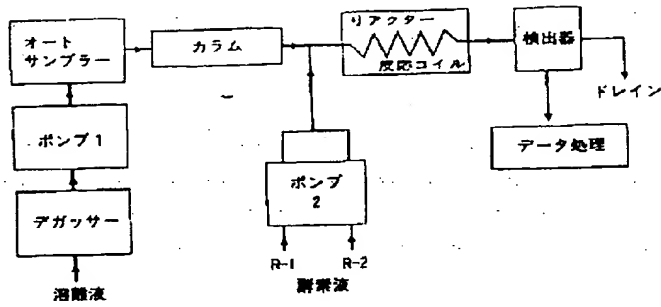 オート
サンプラー
カラム
リアクター
反応コイル
検出器
ドレイン
データ処理
ポンプ1
ポンプ
2
デガッサー
R-1
R-2
酵素液
溶離液